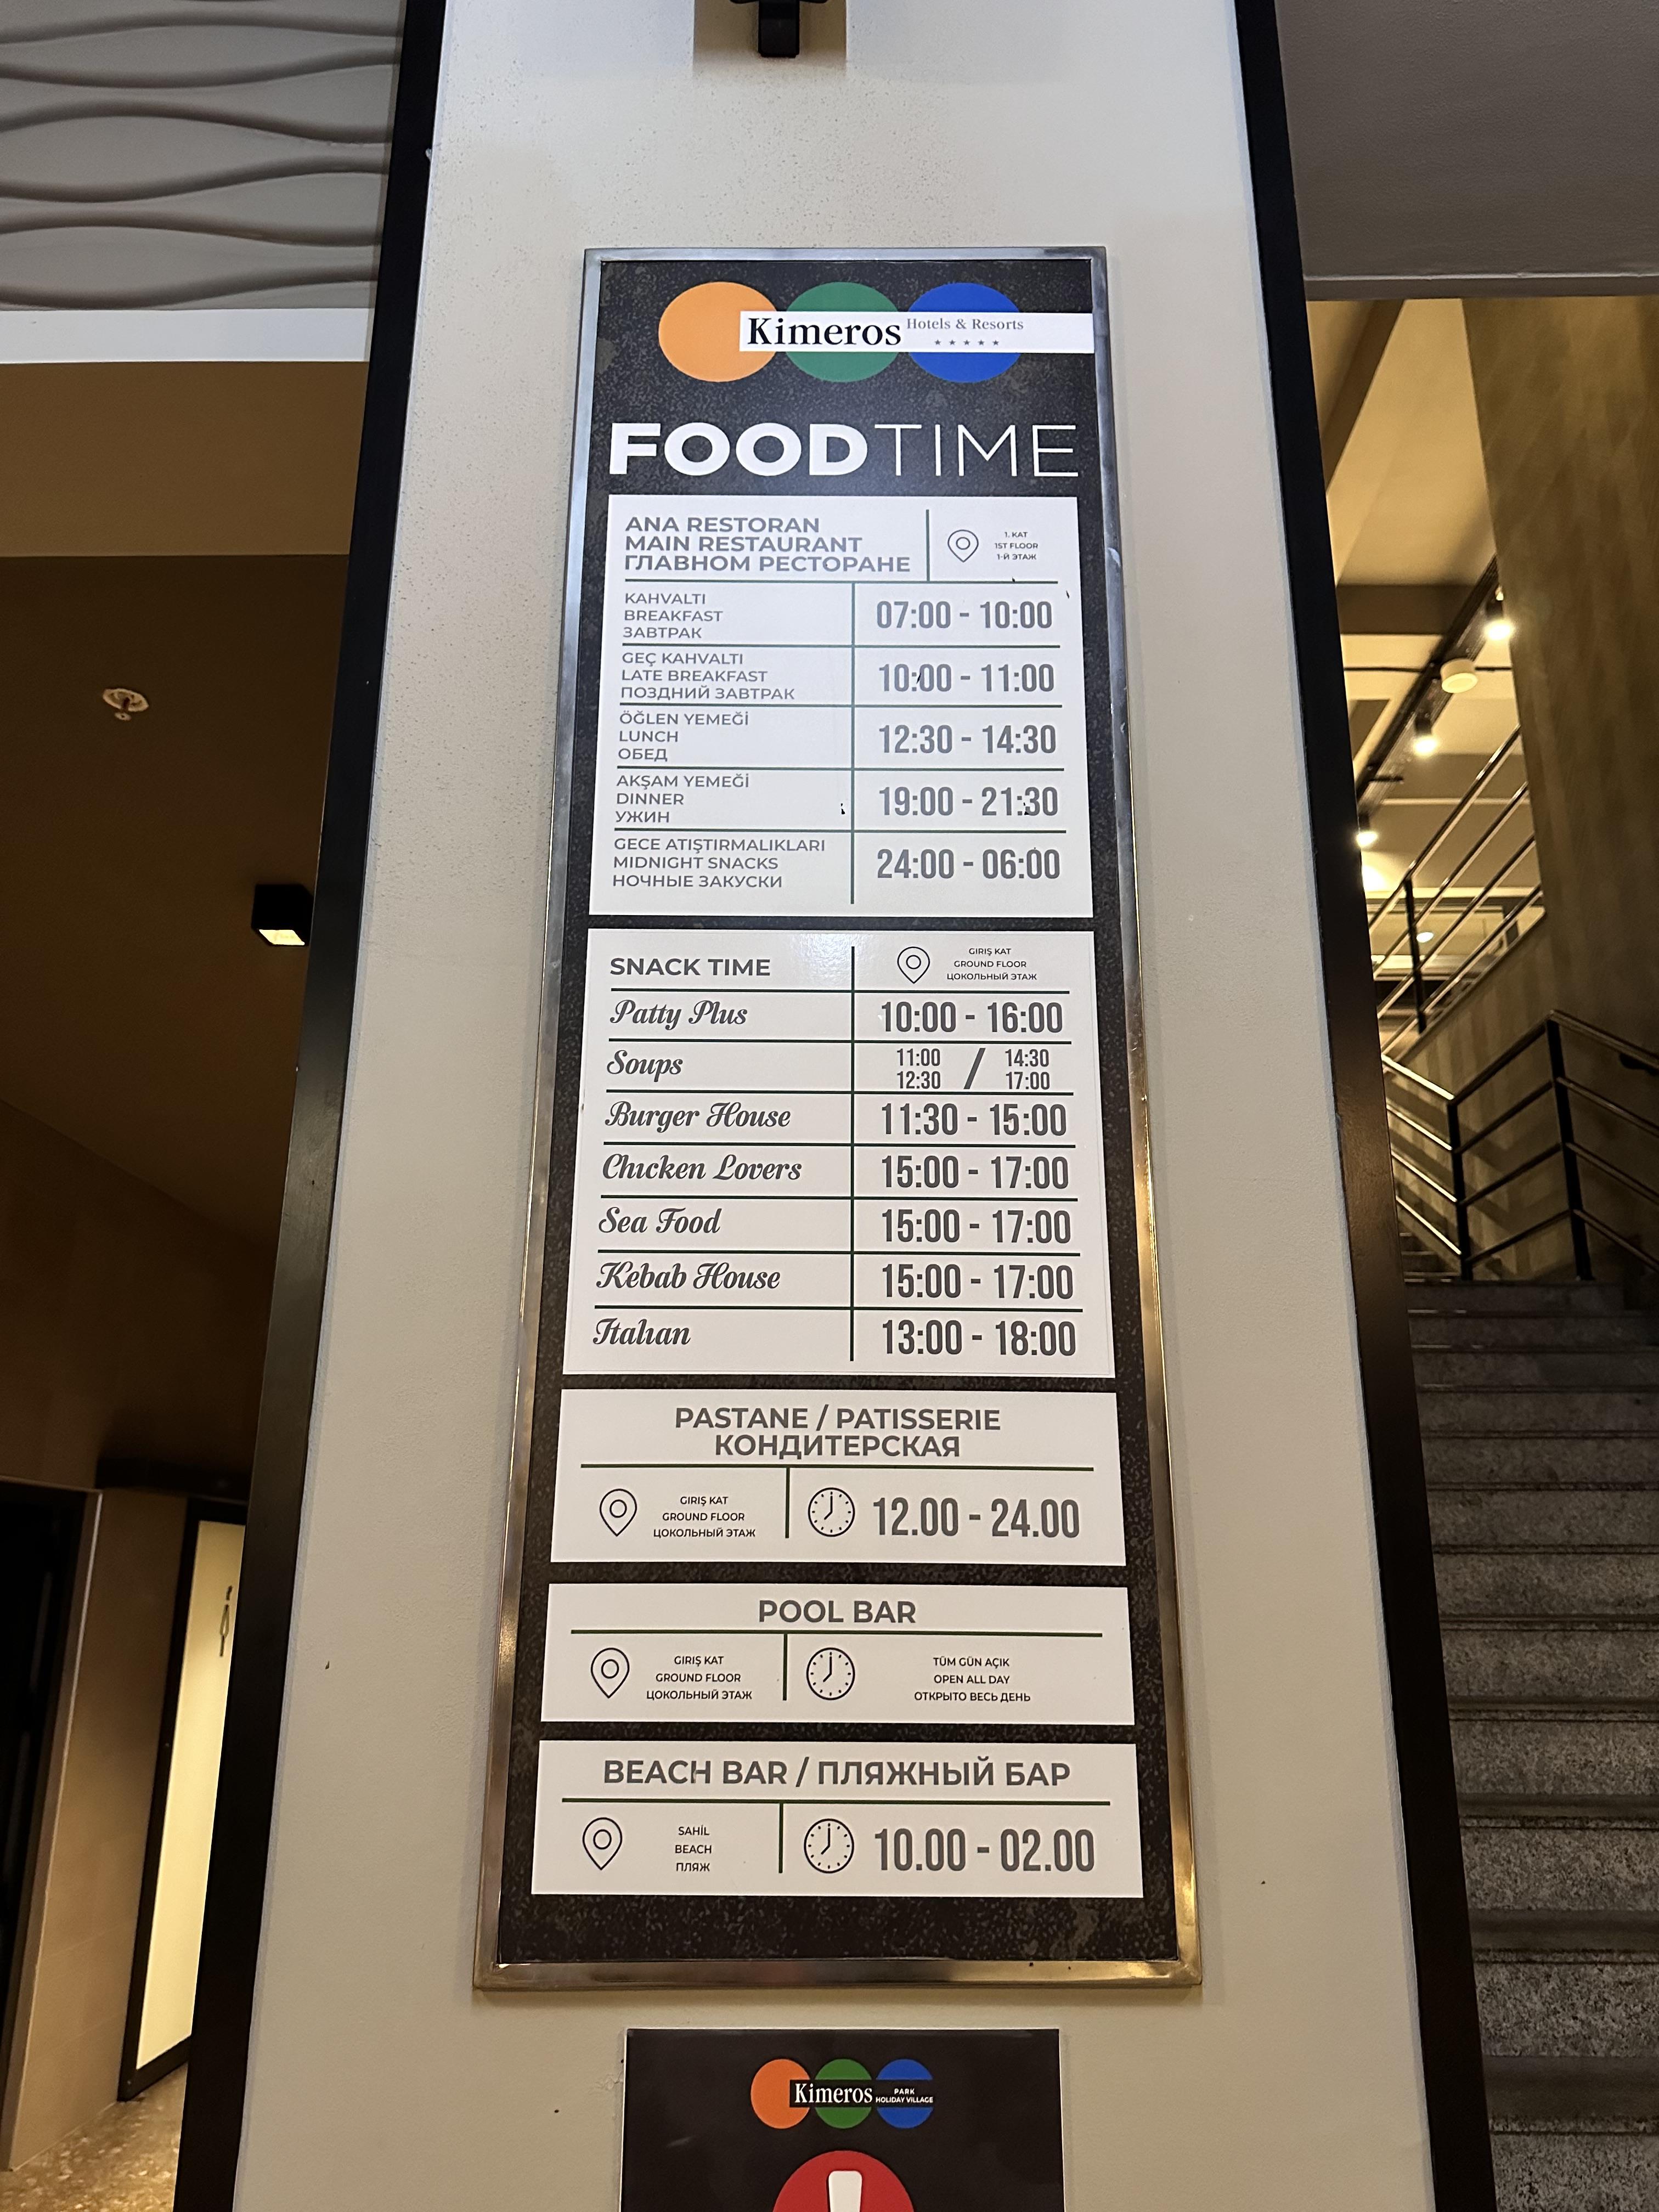 Kimeros Hotels & Resorts
★★★★★
FOODTIME
ANA RESTORAN
MAIN RESTAURANT
ГЛАВНОМ РЕСТОРАНЕ
1. KAT
1ST FLOOR
1-Й ЭТАЖ
KAHVALTI
BREAKFAST
ЗАВТРАК
07:00 - 10:00
GEÇ KAHVALTI
LATE BREAKFAST
ПОЗДНИЙ ЗАВТРАК
10:00 - 11:00
ÖĞLEN YEMEĞİ
LUNCH
ОБЕД
12:30 - 14:30
AKŞAM YEMEĞİ
DINNER
УЖИН
19:00 - 21:30
GECE ATIŞTIRMALIKLARI
MIDNIGHT SNACKS
НОЧНЫЕ ЗАКУСКИ
24:00 - 06:00
SNACK TIME
GIRIŞ KAT
GROUND FLOOR
ЦОКОЛЬНЫЙ ЭТАЖ
Patty Plus
10:00 - 16:00
Soups
11:00 / 14:30
12:30 17:00
Burger House
11:30 - 15:00
Chıcken Lovers
15:00 - 17:00
Sea Food
15:00 - 17:00
Kebab House
15:00 - 17:00
Italıan
13:00 - 18:00
PASTANE / PATISSERIE
КОНДИТЕРСКАЯ
GIRIŞ KAT
GROUND FLOOR
ЦОКОЛЬНЫЙ ЭТАЖ
12.00 - 24.00
POOL BAR
GIRIŞ KAT
GROUND FLOOR
ЦОКОЛЬНЫЙ ЭТАЖ
TÜM GÜN AÇIK
OPEN ALL DAY
ОТКРЫТО ВЕСЬ ДЕНЬ
BEACH BAR / ПЛЯЖНЫЙ БАР
SAHİL
BEACH
ПЛЯЖ
10.00 - 02.00
Kimeros PARK
HOLIDAY VILLAGE